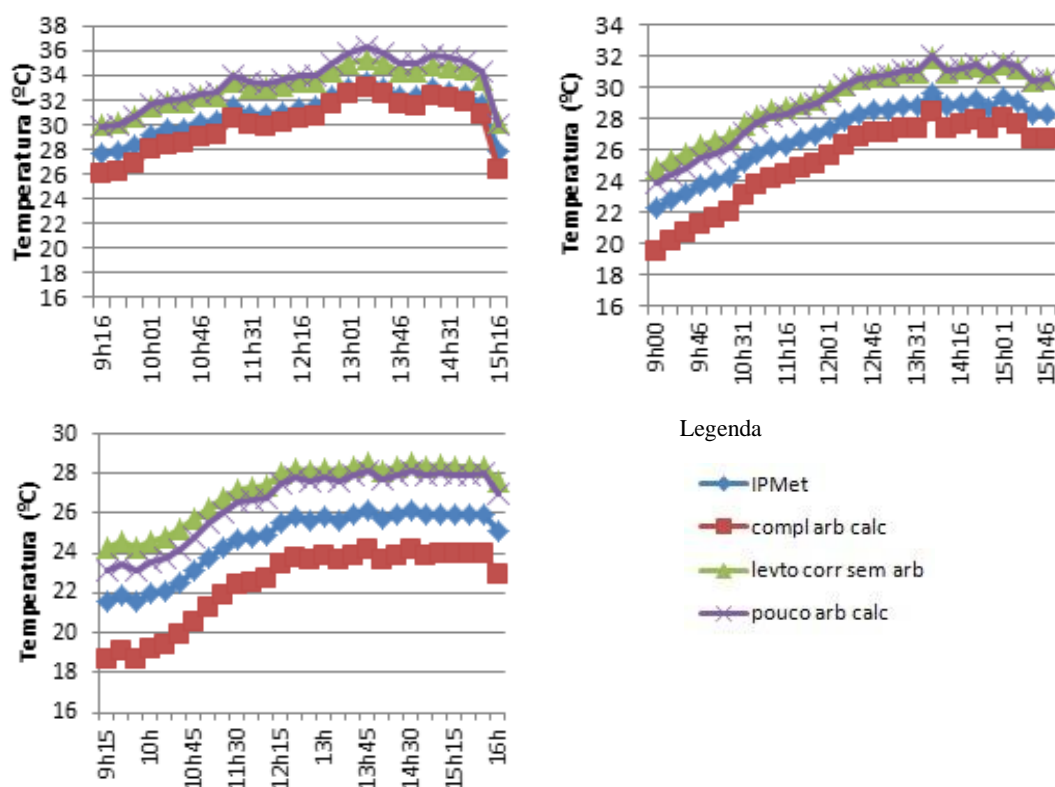 Temperatura (ºC)
38
36
34
32
30
28
26
24
22
20
18
16
9h16
10h01
10h46
11h31
12h16
13h01
13h46
14h31
15h16
Temperatura (ºC)
34
32
30
28
26
24
22
20
18
16
9h00
9h46
10h31
11h16
12h01
12h46
13h31
14h16
15h01
15h46
Temperatura (ºC)
30
28
26
24
22
20
18
16
9h15
10h
10h45
11h30
12h15
13h
13h45
14h30
15h15
16h
Legenda
IPMet
compl arb calc
levto corr sem arb
pouco arb calc